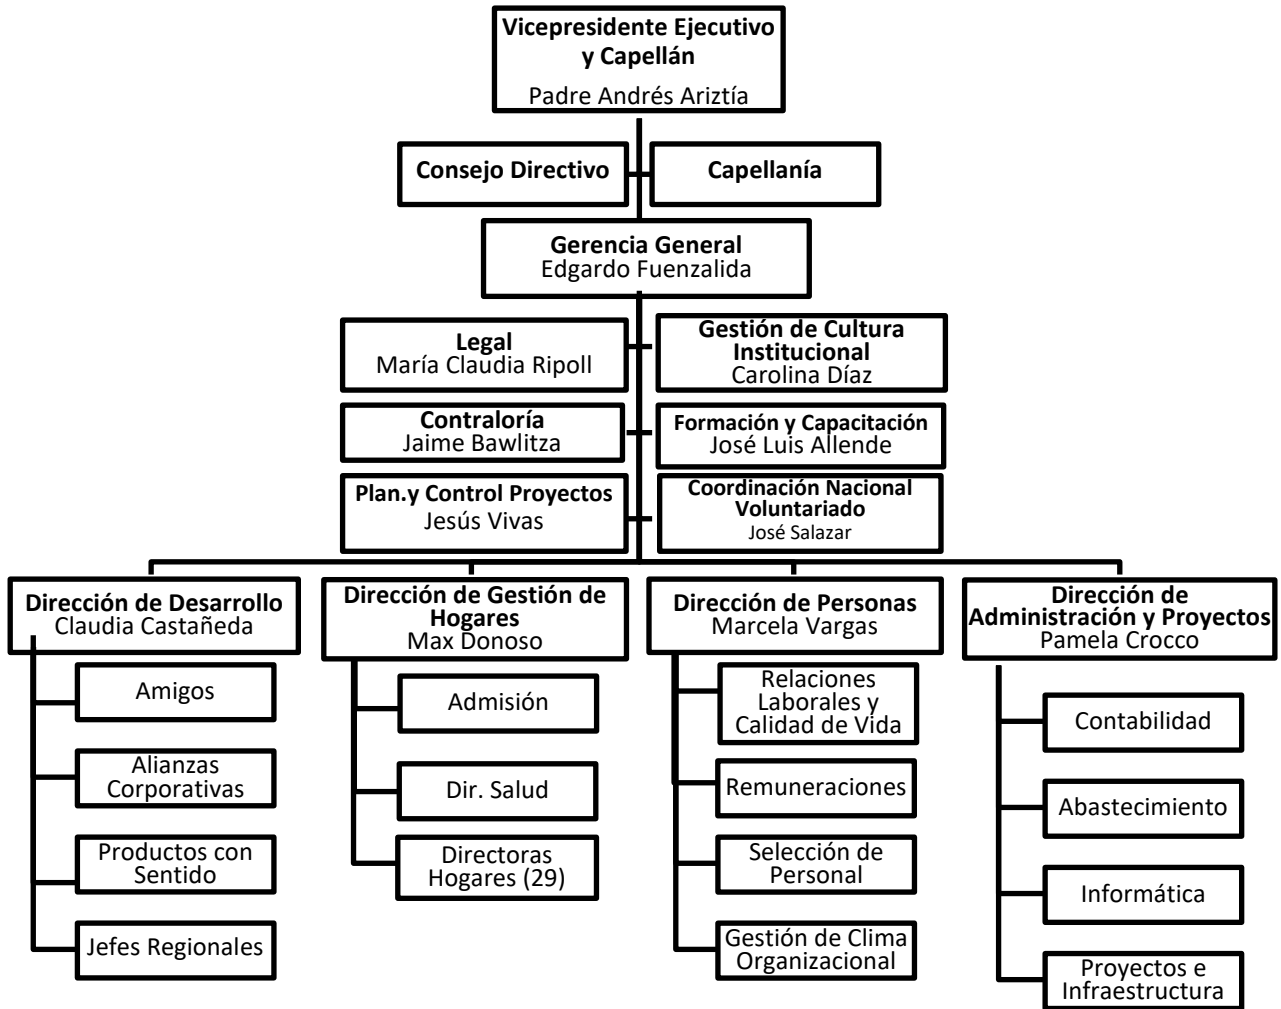 Vicepresidente Ejecutivo
y Capellán
Padre Andrés Ariztía
Consejo Directivo
Capellanía
Gerencia General
Edgardo Fuenzalida
Legal
María Claudia Ripoll
Gestión de Cultura
Institucional
Carolina Díaz
Contraloría
Jaime Bawlitza
Formación y Capacitación
José Luis Allende
Plan.y Control Proyectos
Jesús Vivas
Coordinación Nacional
Voluntariado
José Salazar
Dirección de Desarrollo
Claudia Castañeda
Amigos
Alianzas
Corporativas
Productos con
Sentido
Jefes Regionales
Dirección de Gestión de
Hogares
Max Donoso
Admisión
Dir. Salud
Directoras
Hogares (29)
Dirección de Personas
Marcela Vargas
Relaciones
Laborales y
Calidad de Vida
Remuneraciones
Selección de
Personal
Gestión de Clima
Organizacional
Dirección de
Administración y Proyectos
Pamela Crocco
Contabilidad
Abastecimiento
Informática
Proyectos e
Infraestructura